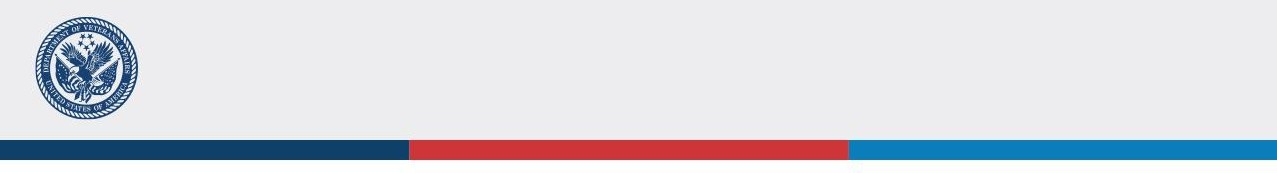 DEPARTMENT OF VETERANS AFFAIRS
UNITED STATES OF AMERICA